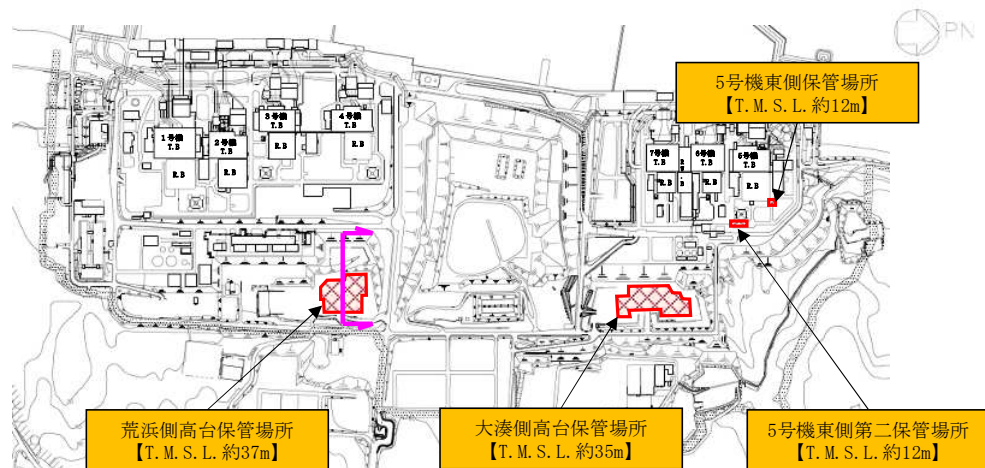 PN
5号機東側保管場所
【T.M.S.L.約12m】
1号機
T.B
R.B
2号機
T.B
R.B
3号機
T.B
R.B
4号機
T.B
R.B
7号機
T.B
R.B
6号機
T.B
R.B
5号機
T.B
R.B
荒浜側高台保管場所
【T.M.S.L.約37m】
大湊側高台保管場所
【T.M.S.L.約35m】
5号機東側第二保管場所
【T.M.S.L.約12m】